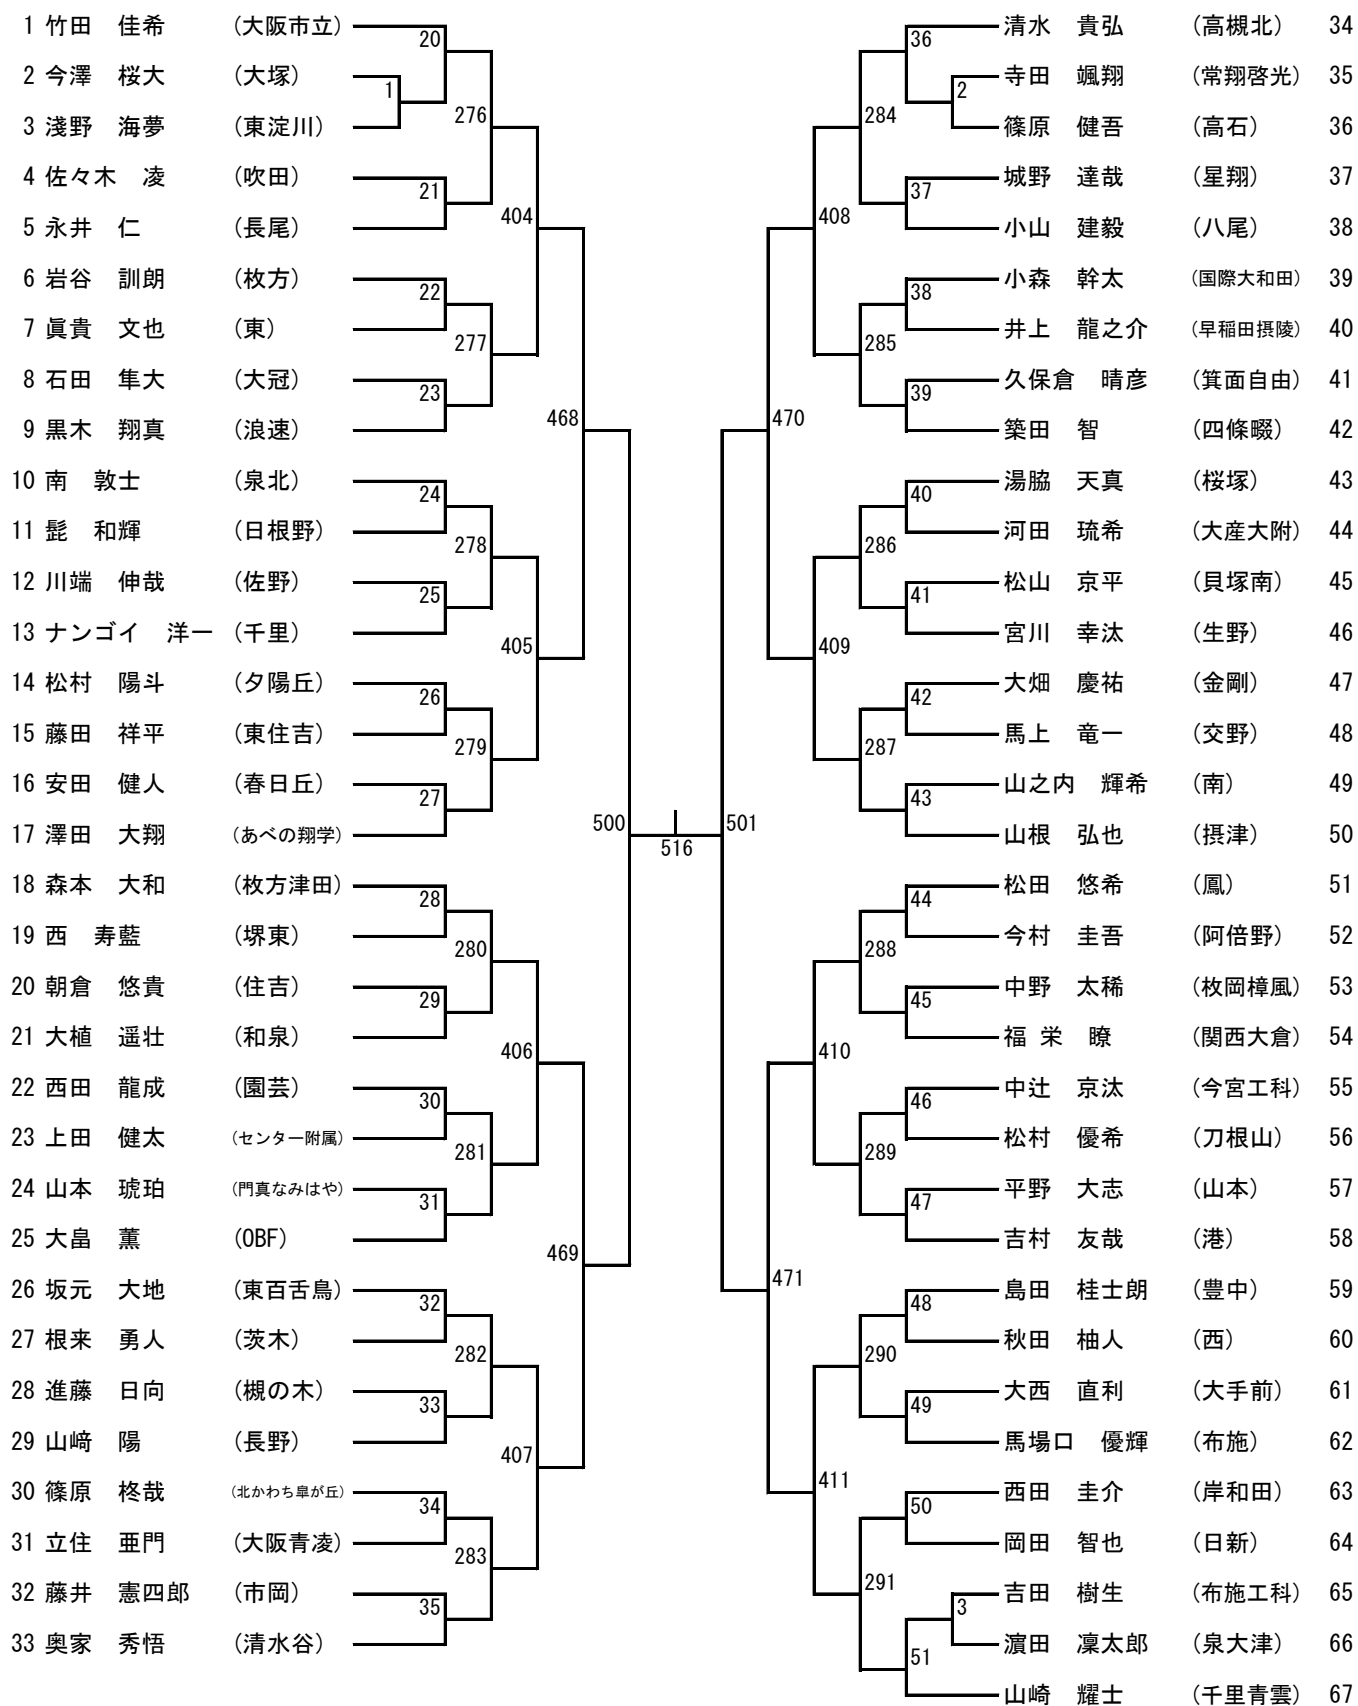 1 竹田　佳希 (大阪市立)
2 今澤　桜大 (大塚)
3 淺野　海夢 (東淀川)
4 佐々木　凌 (吹田)
5 永井　仁 (長尾)
6 岩谷　訓朗 (枚方)
7 眞貴　文也 (東)
8 石田　隼大 (大冠)
9 黒木　翔真 (浪速)
10 南　敦士 (泉北)
11 髭　和輝 (日根野)
12 川端　伸哉 (佐野)
13 ナンゴイ　洋一 (千里)
14 松村　陽斗 (夕陽丘)
15 藤田　祥平 (東住吉)
16 安田　健人 (春日丘)
17 澤田　大翔 (あべの翔学)
18 森本　大和 (枚方津田)
19 西　寿藍 (堺東)
20 朝倉　悠貴 (住吉)
21 大植　遥壮 (和泉)
22 西田　龍成 (園芸)
23 上田　健太 (センター附属)
24 山本　琥珀 (門真なみはや)
25 大畠　薫 (OBF)
26 坂元　大地 (東百舌鳥)
27 根来　勇人 (茨木)
28 進藤　日向 (槻の木)
29 山﨑　陽 (長野)
30 篠原　柊哉 (北かわち皐が丘)
31 立住　亜門 (大阪青凌)
32 藤井　憲四郎 (市岡)
33 奥家　秀悟 (清水谷)
20
1
21
22
23
24
25
26
27
28
29
30
31
32
33
34
35
276
277
278
279
280
281
282
283
404
405
406
407
468
469
500
516
501
470
471
408
409
410
411
284
285
286
287
288
289
290
291
36
2
37
38
39
40
41
42
43
44
45
46
47
48
49
50
3
51
清水　貴弘 (高槻北) 34
寺田　颯翔 (常翔啓光) 35
篠原　健吾 (高石) 36
城野　達哉 (星翔) 37
小山　建毅 (八尾) 38
小森　幹太 (国際大和田) 39
井上　龍之介 (早稲田摂陵) 40
久保倉　晴彦 (箕面自由) 41
築田　智 (四條畷) 42
湯脇　天真 (桜塚) 43
河田　琉希 (大産大附) 44
松山　京平 (貝塚南) 45
宮川　幸汰 (生野) 46
大畑　慶祐 (金剛) 47
馬上　竜一 (交野) 48
山之内　輝希 (南) 49
山根　弘也 (摂津) 50
松田　悠希 (鳳) 51
今村　圭吾 (阿倍野) 52
中野　太稀 (枚岡樟風) 53
福 栄　瞭 (関西大倉) 54
中辻　京汰 (今宮工科) 55
松村　優希 (刀根山) 56
平野　大志 (山本) 57
吉村　友哉 (港) 58
島田　桂士朗 (豊中) 59
秋田　柚人 (西) 60
大西　直利 (大手前) 61
馬場口　優輝 (布施) 62
西田　圭介 (岸和田) 63
岡田　智也 (日新) 64
吉田　樹生 (布施工科) 65
濵田　凜太郎 (泉大津) 66
山崎　耀士 (千里青雲) 67